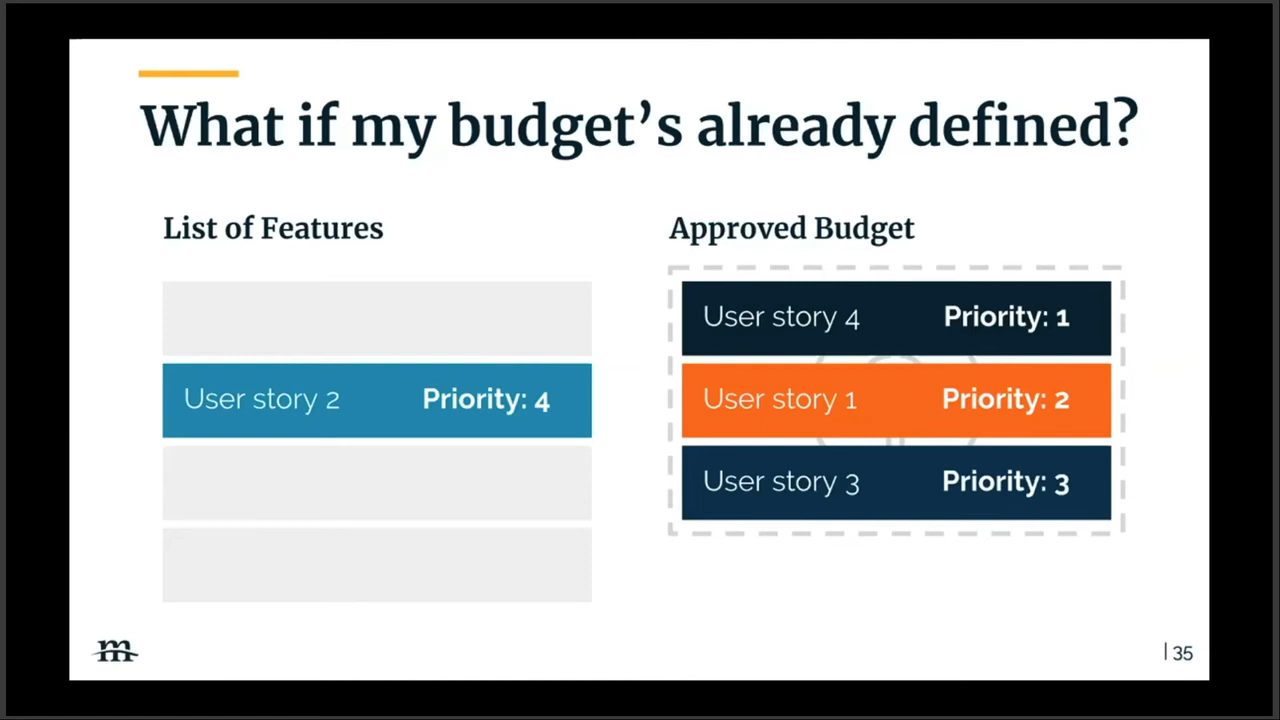 What if my budget’s already defined?
List of Features
User story 2 Priority: 4
Approved Budget
User story 4 Priority: 1
User story 1 Priority: 2
User story 3 Priority: 3
m
| 35